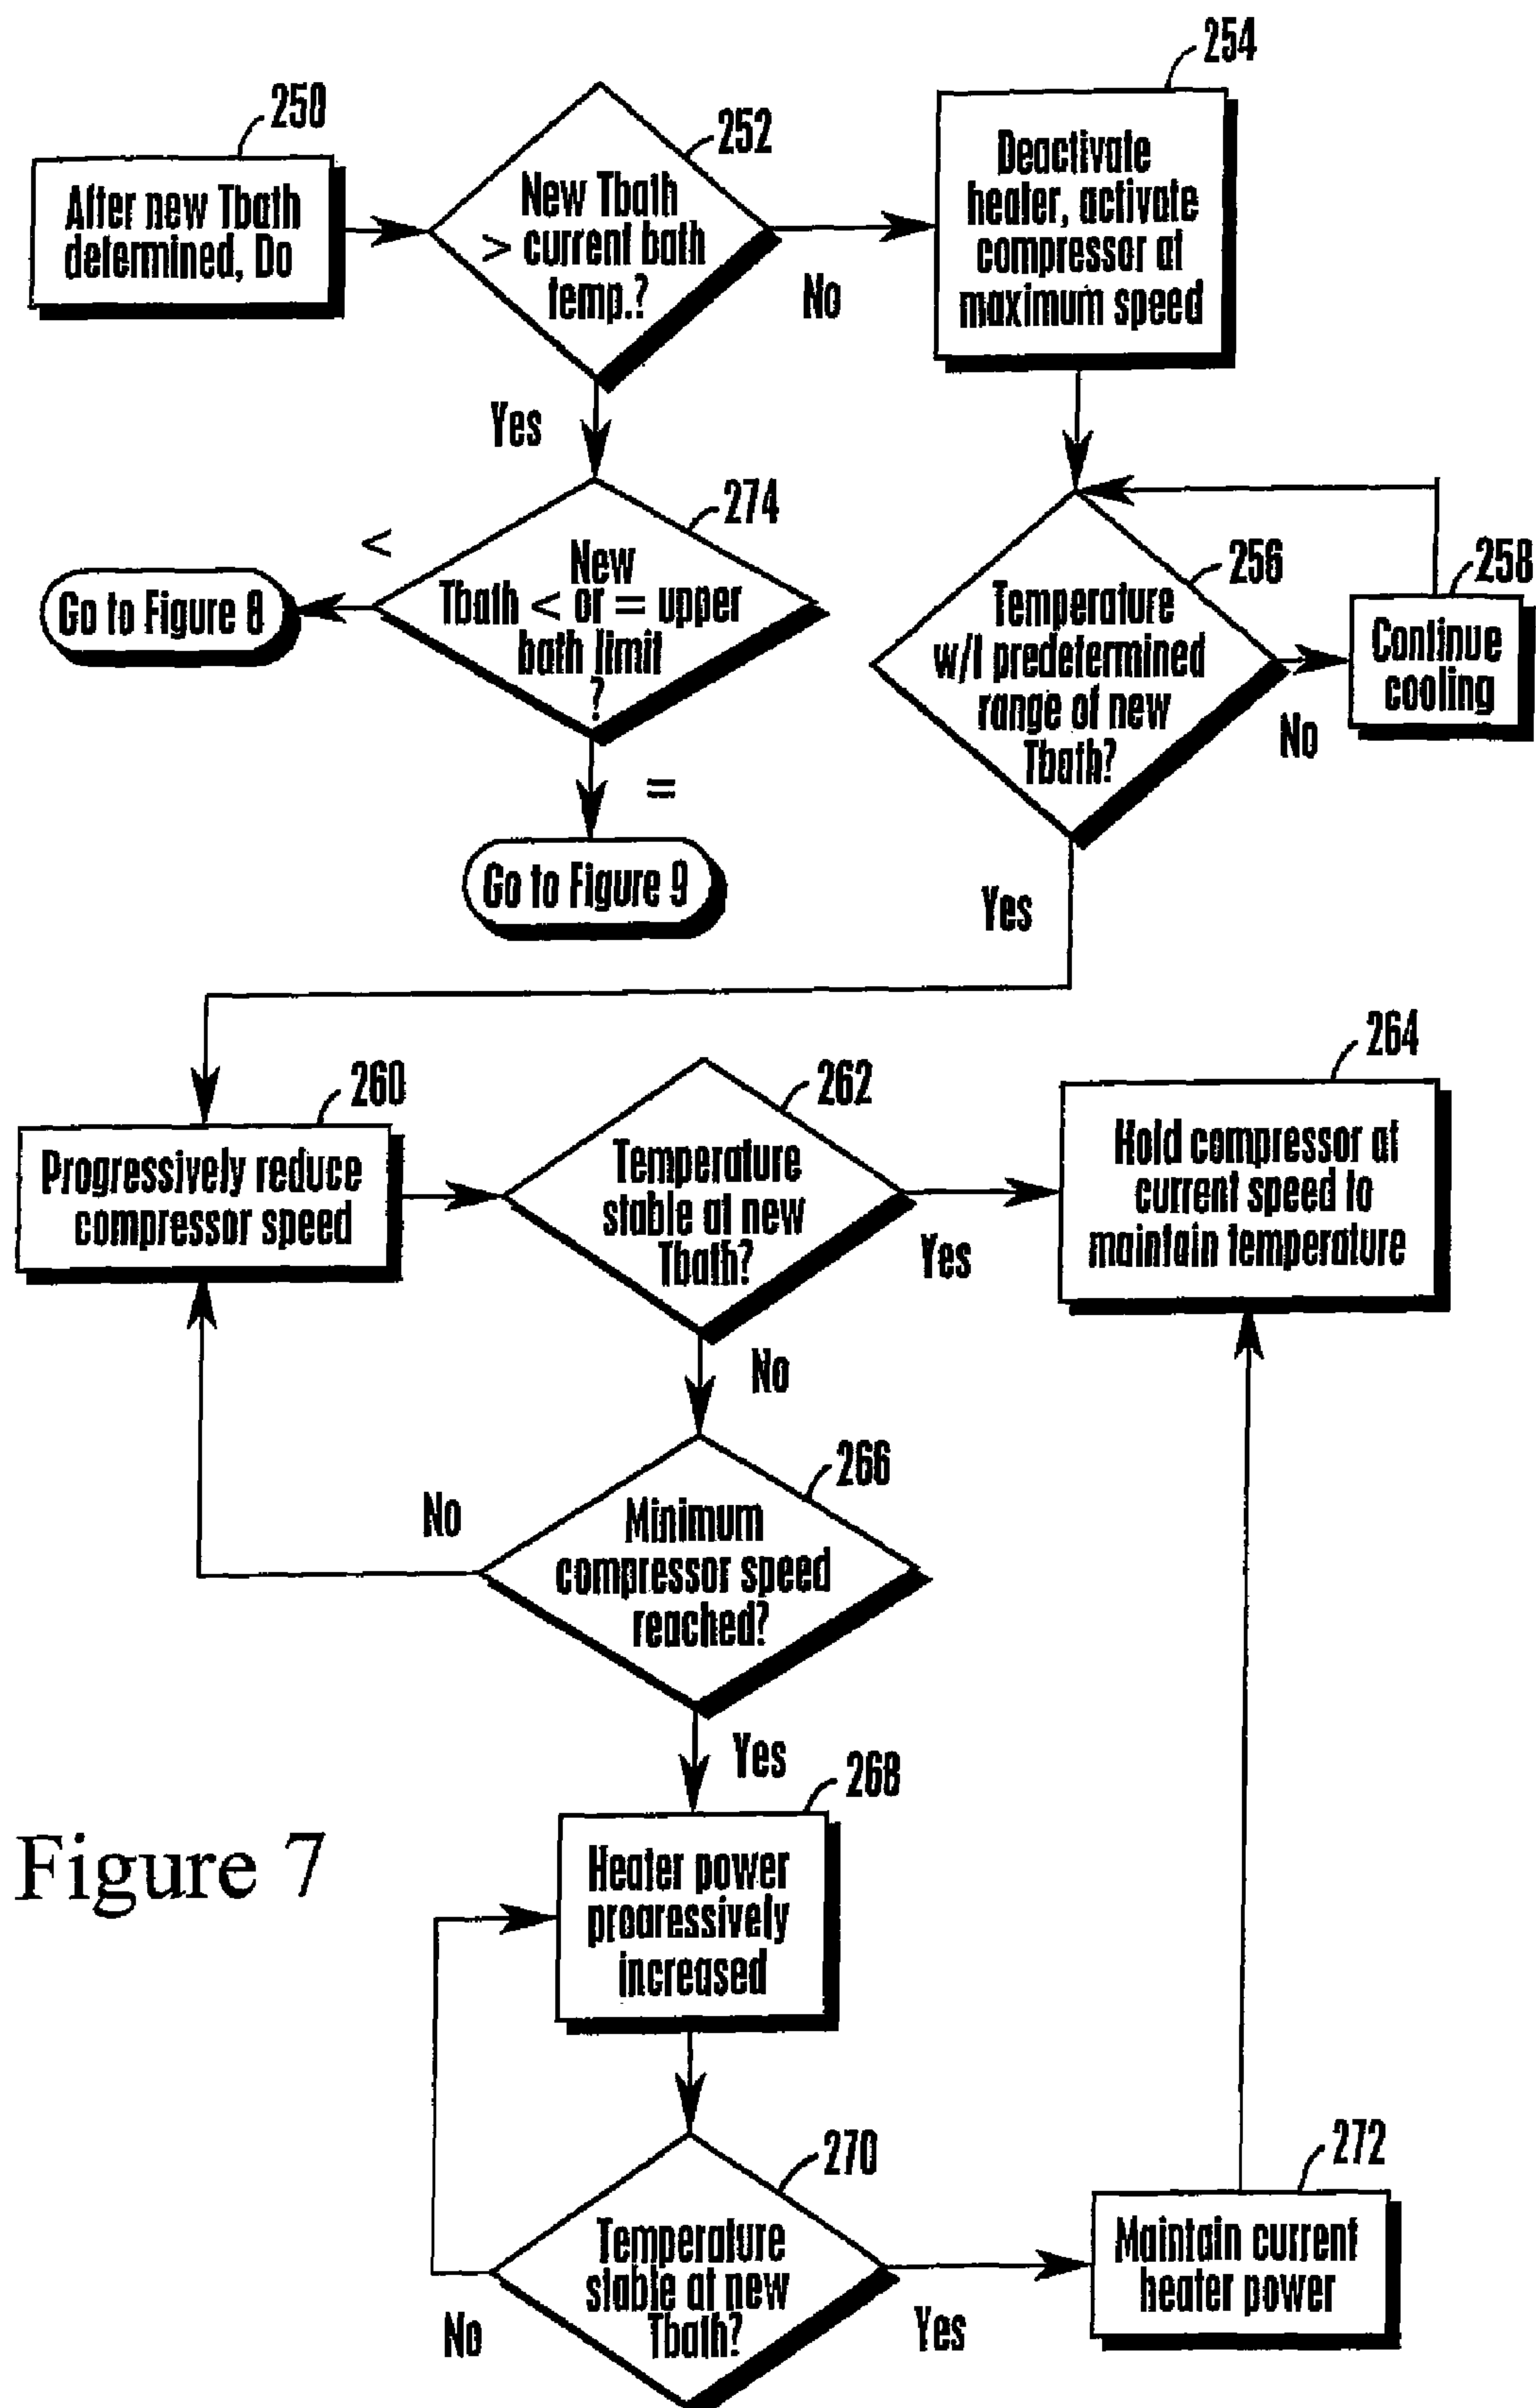 250
After new Tbath
determined, Do
252
New Tbath
> current bath
temp.?
No
Yes
254
Deactivate
heater, activate
compressor at
maximum speed
274
New
Tbath < or = upper
bath limit
?
<
Go to Figure 8
=
Go to Figure 9
256
Temperature
w/i predetermined
range of new
Tbath?
No
Yes
258
Continue
cooling
260
Progressively reduce
compressor speed
262
Temperature
stable at new
Tbath?
Yes
No
264
Hold compressor at
current speed to
maintain temperature
266
Minimum
compressor speed
reached?
No
Yes
268
Heater power
progressively
increased
Figure 7
270
Temperature
stable at new
Tbath?
No
Yes
272
Maintain current
heater power